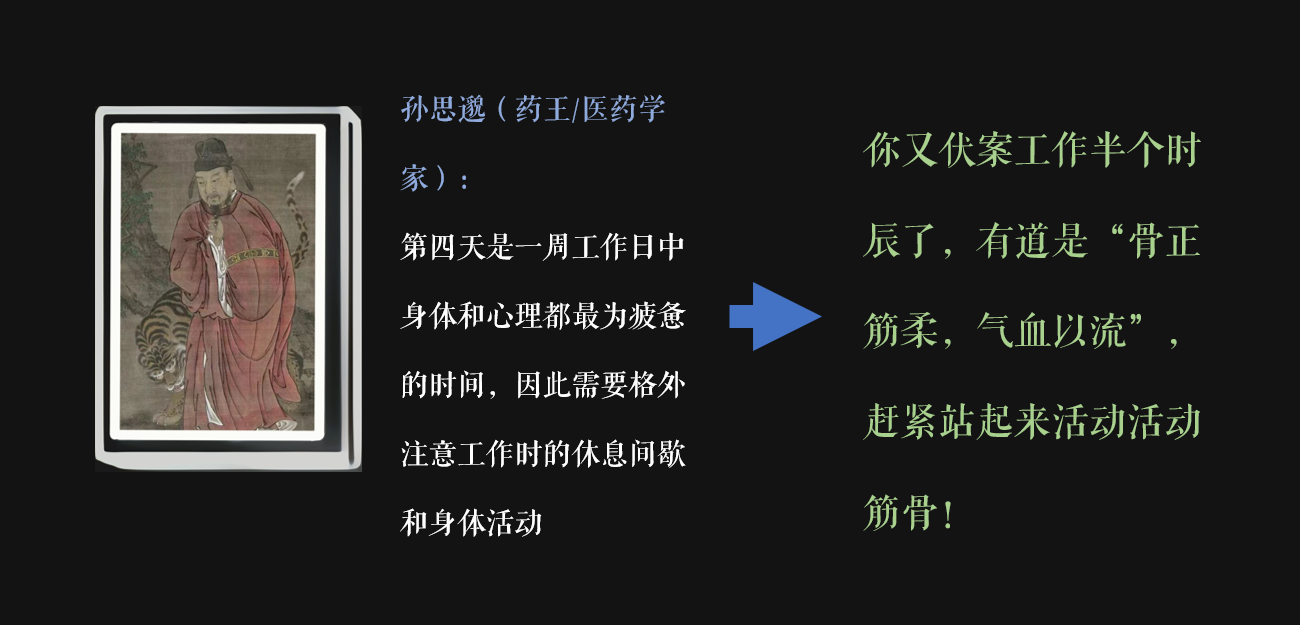 孙思邈（药王/医药学
家）:
第四天是一周工作日中
身体和心理都最为疲惫
的时间，因此需要格外
注意工作时的休息间歇
和身体活动
你又伏案工作半个时
辰了，有道是“骨正
筋柔，气血以流”，
赶紧站起来活动活动
筋骨！